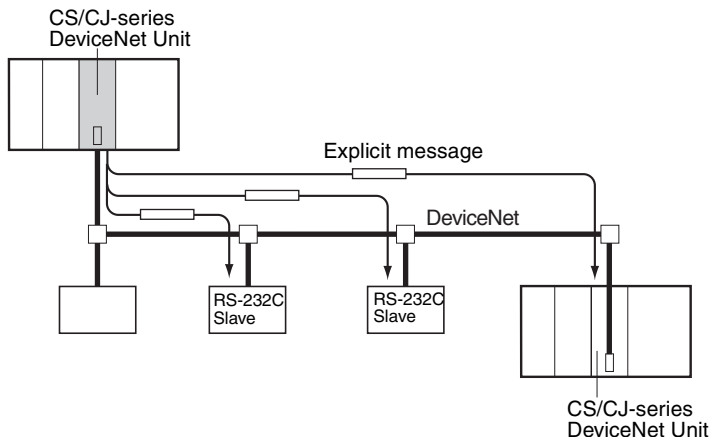 CS/CJ-series
DeviceNet Unit
Explicit message
DeviceNet
RS-232C
Slave
RS-232C
Slave
CS/CJ-series
DeviceNet Unit